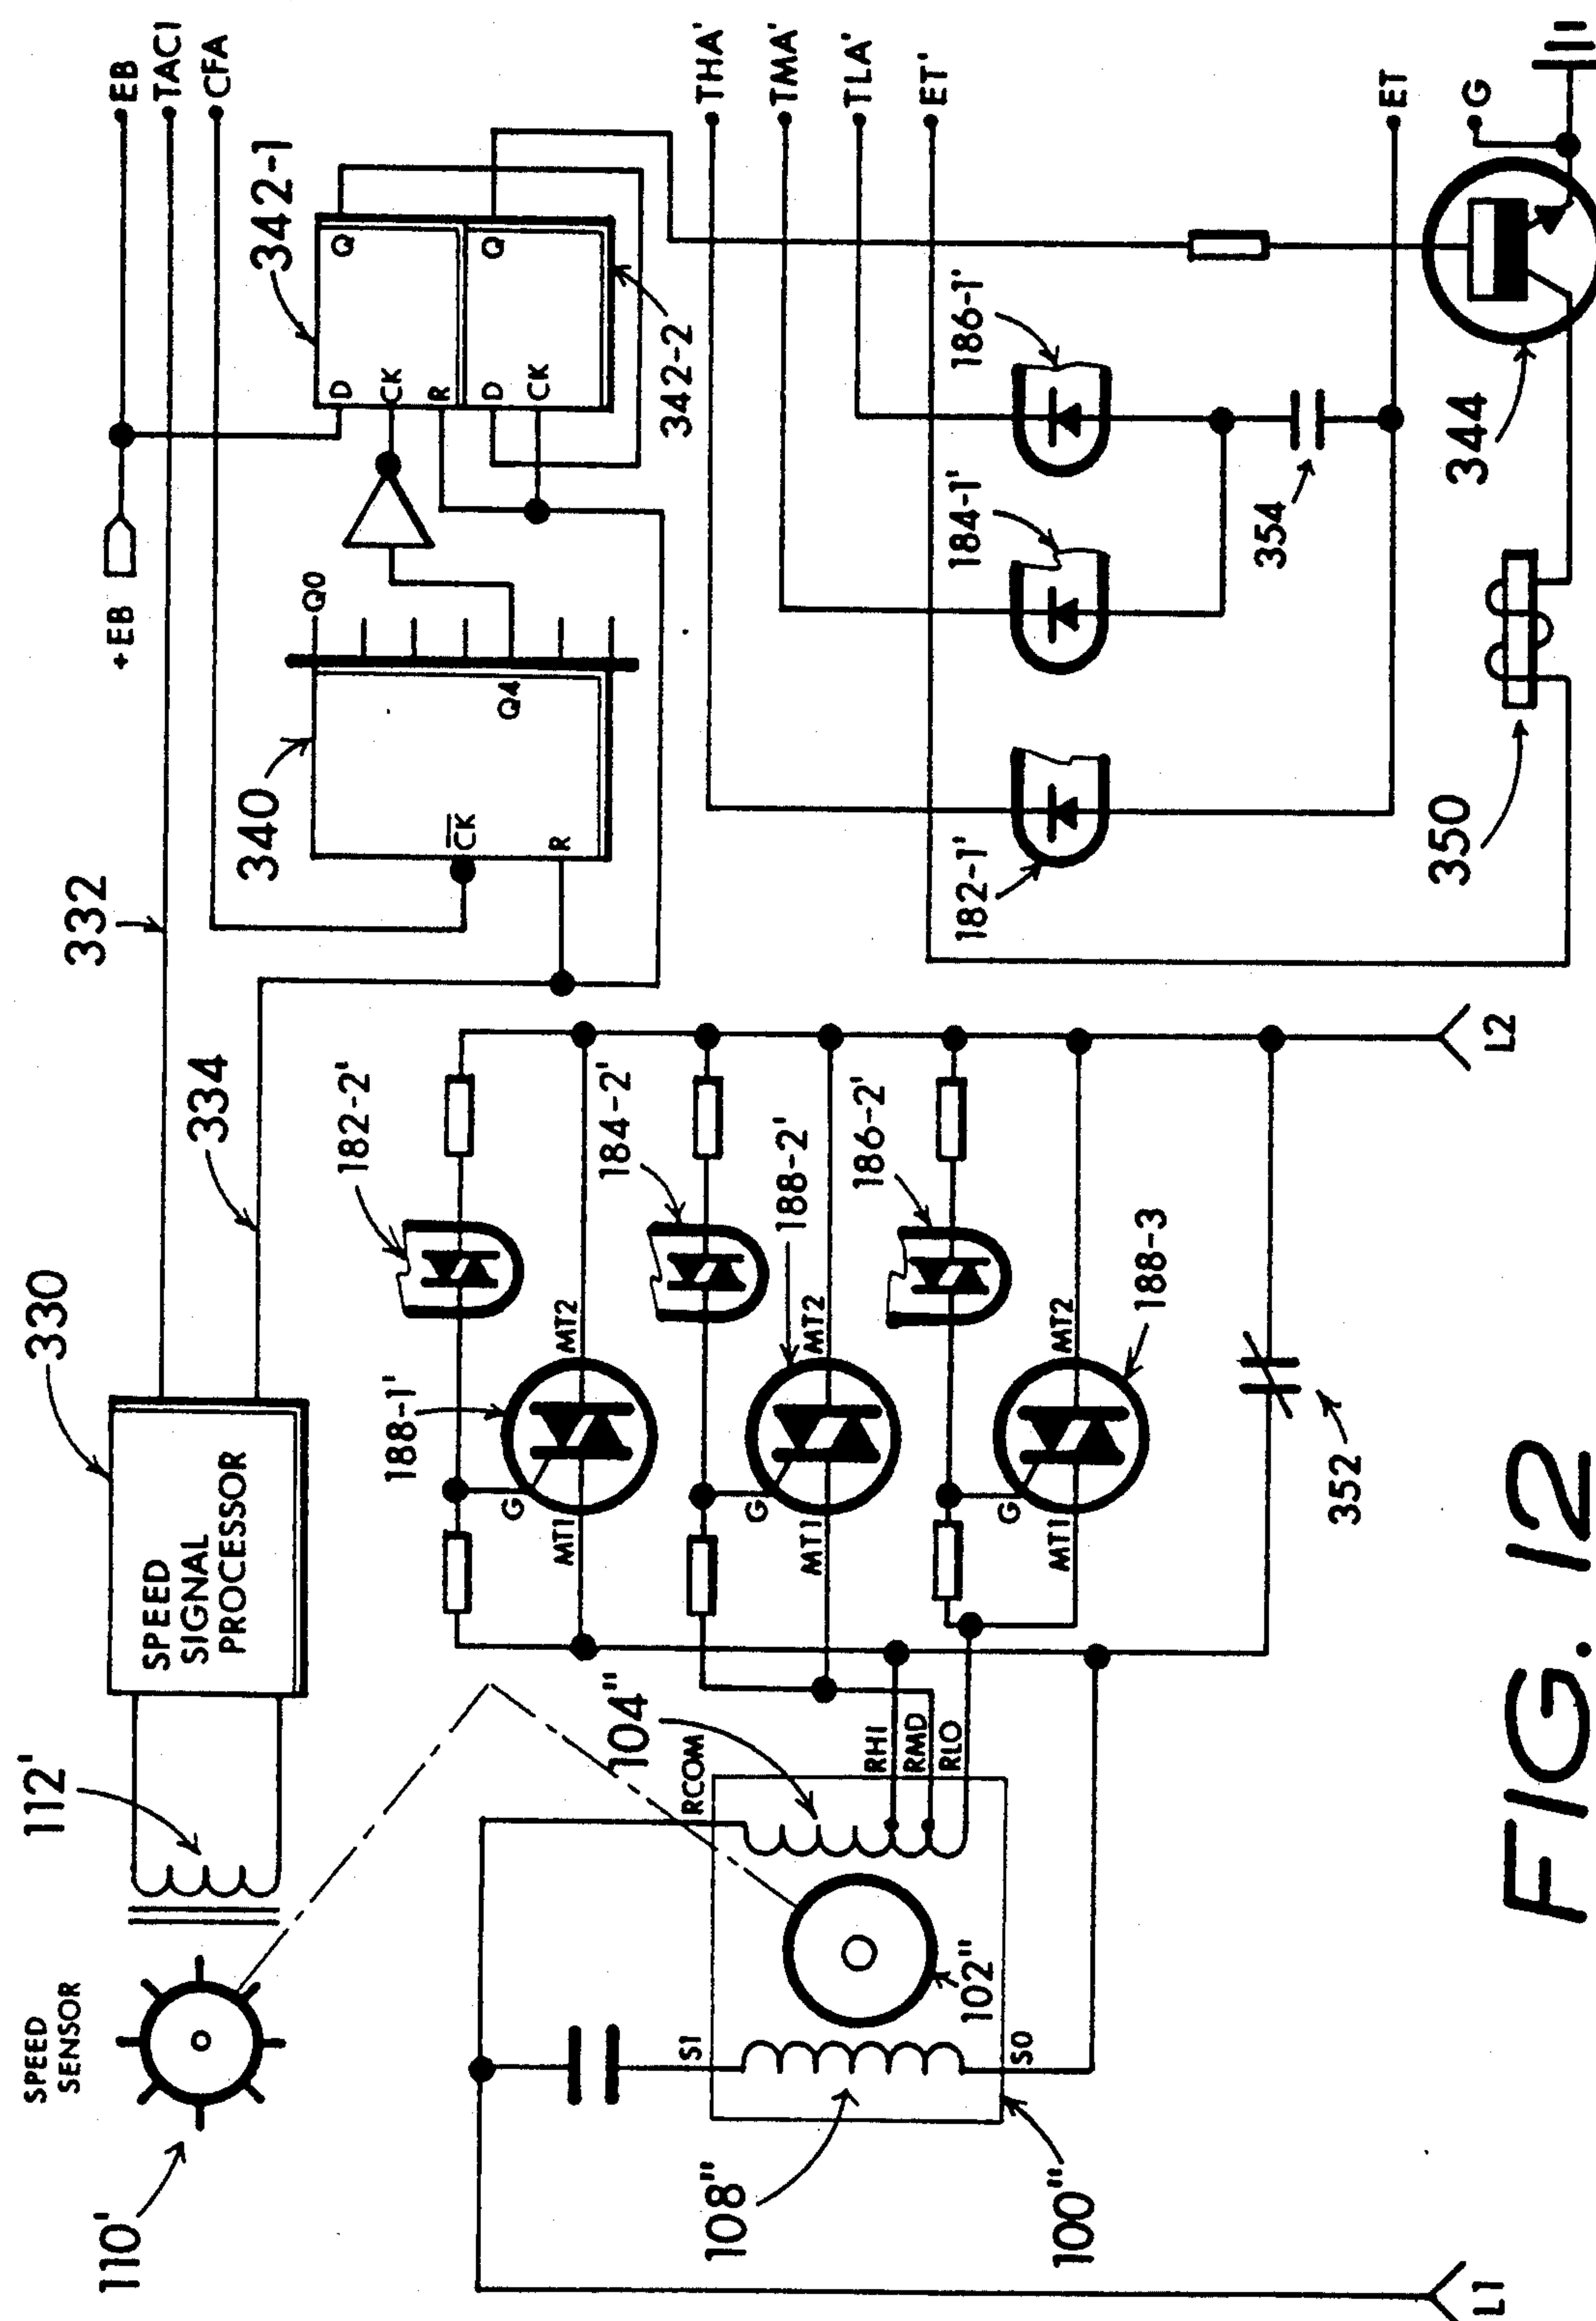 SPEED
SENSOR
110'
112'
330
SPEED
SIGNAL
PROCESSOR
332
334
+EB
EB
TAC1
CFA
340
CK
R
Q0
Q4
342-1
D
CK
R
Q
D
CK
Q
342-2
THA'
TMA'
TLA'
ET'
ET
G
182-1'
184-1'
186-1'
354
350
344
182-2'
184-2'
186-2'
188-1'
188-2'
188-3
G
MT1
MT2
G
MT1
MT2
G
MT1
MT2
352
L2
RCOM
104"
RHI
RMD
RLO
102"
S1
S0
108"
100"
L1
FIG. 12